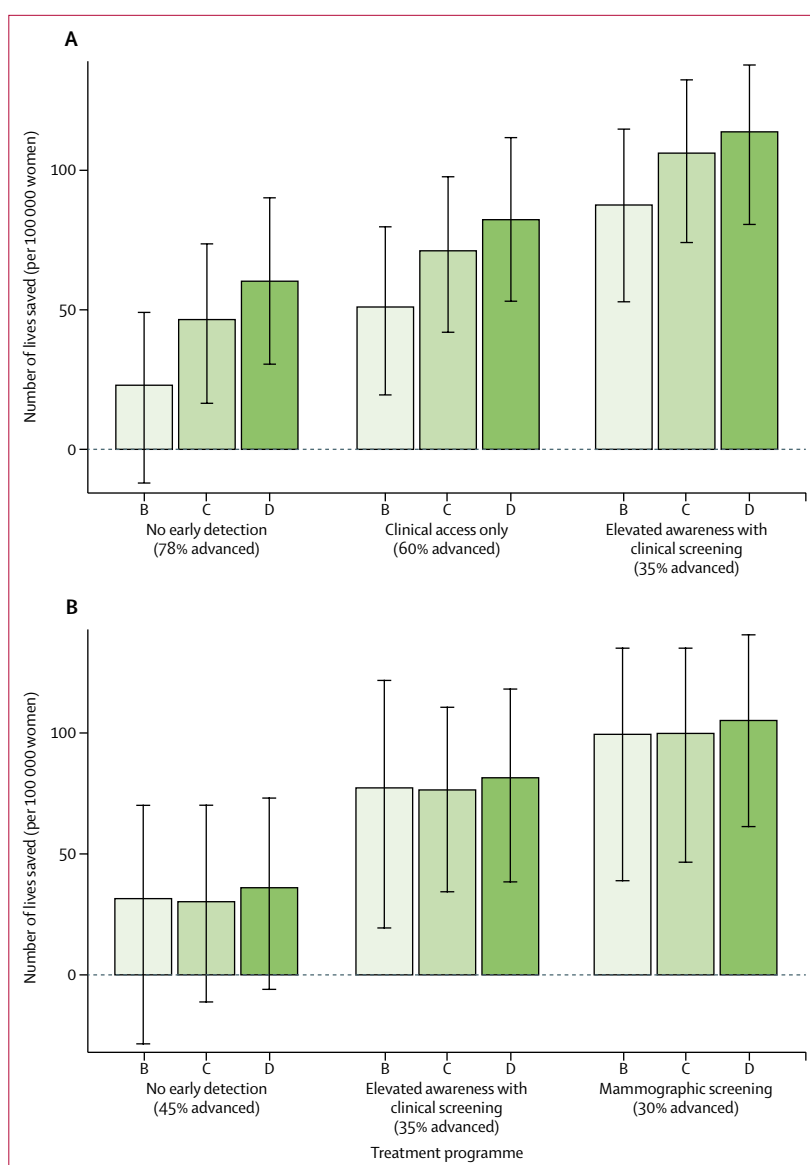 A
Number of lives saved (per 100 000 women)
100
50
0
B C D B C D B C D
No early detection
(78% advanced)
Clinical access only
(60% advanced)
Elevated awareness with
clinical screening
(35% advanced)
B
Number of lives saved (per 100 000 women)
100
50
0
B C D B C D B C D
No early detection
(45% advanced)
Elevated awareness with
clinical screening
(35% advanced)
Mammographic screening
(30% advanced)
Treatment programme